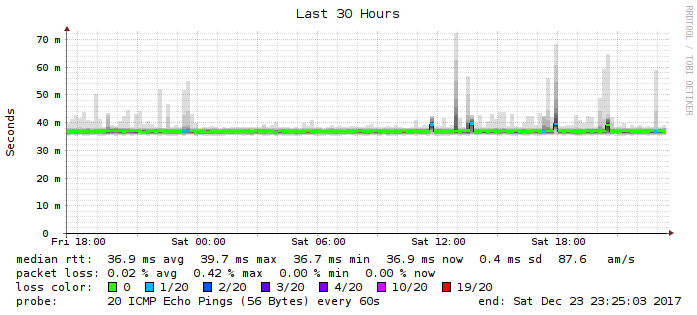 Last 30 Hours
RRDTOOL / TOBI OETIKER
Seconds
70 m
60 m
50 m
40 m
30 m
20 m
10 m
0
Fri 18:00 Sat 00:00 Sat 06:00 Sat 12:00 Sat 18:00
median rtt: 36.9 ms avg 39.7 ms max 36.7 ms min 36.9 ms now 0.4 ms sd 87.6 am/s
packet loss: 0.02 % avg 0.42 % max 0.00 % min 0.00 % now
loss color: 0 1/20 2/20 3/20 4/20 10/20 19/20
probe: 20 ICMP Echo Pings (56 Bytes) every 60s end: Sat Dec 23 23:25:03 2017